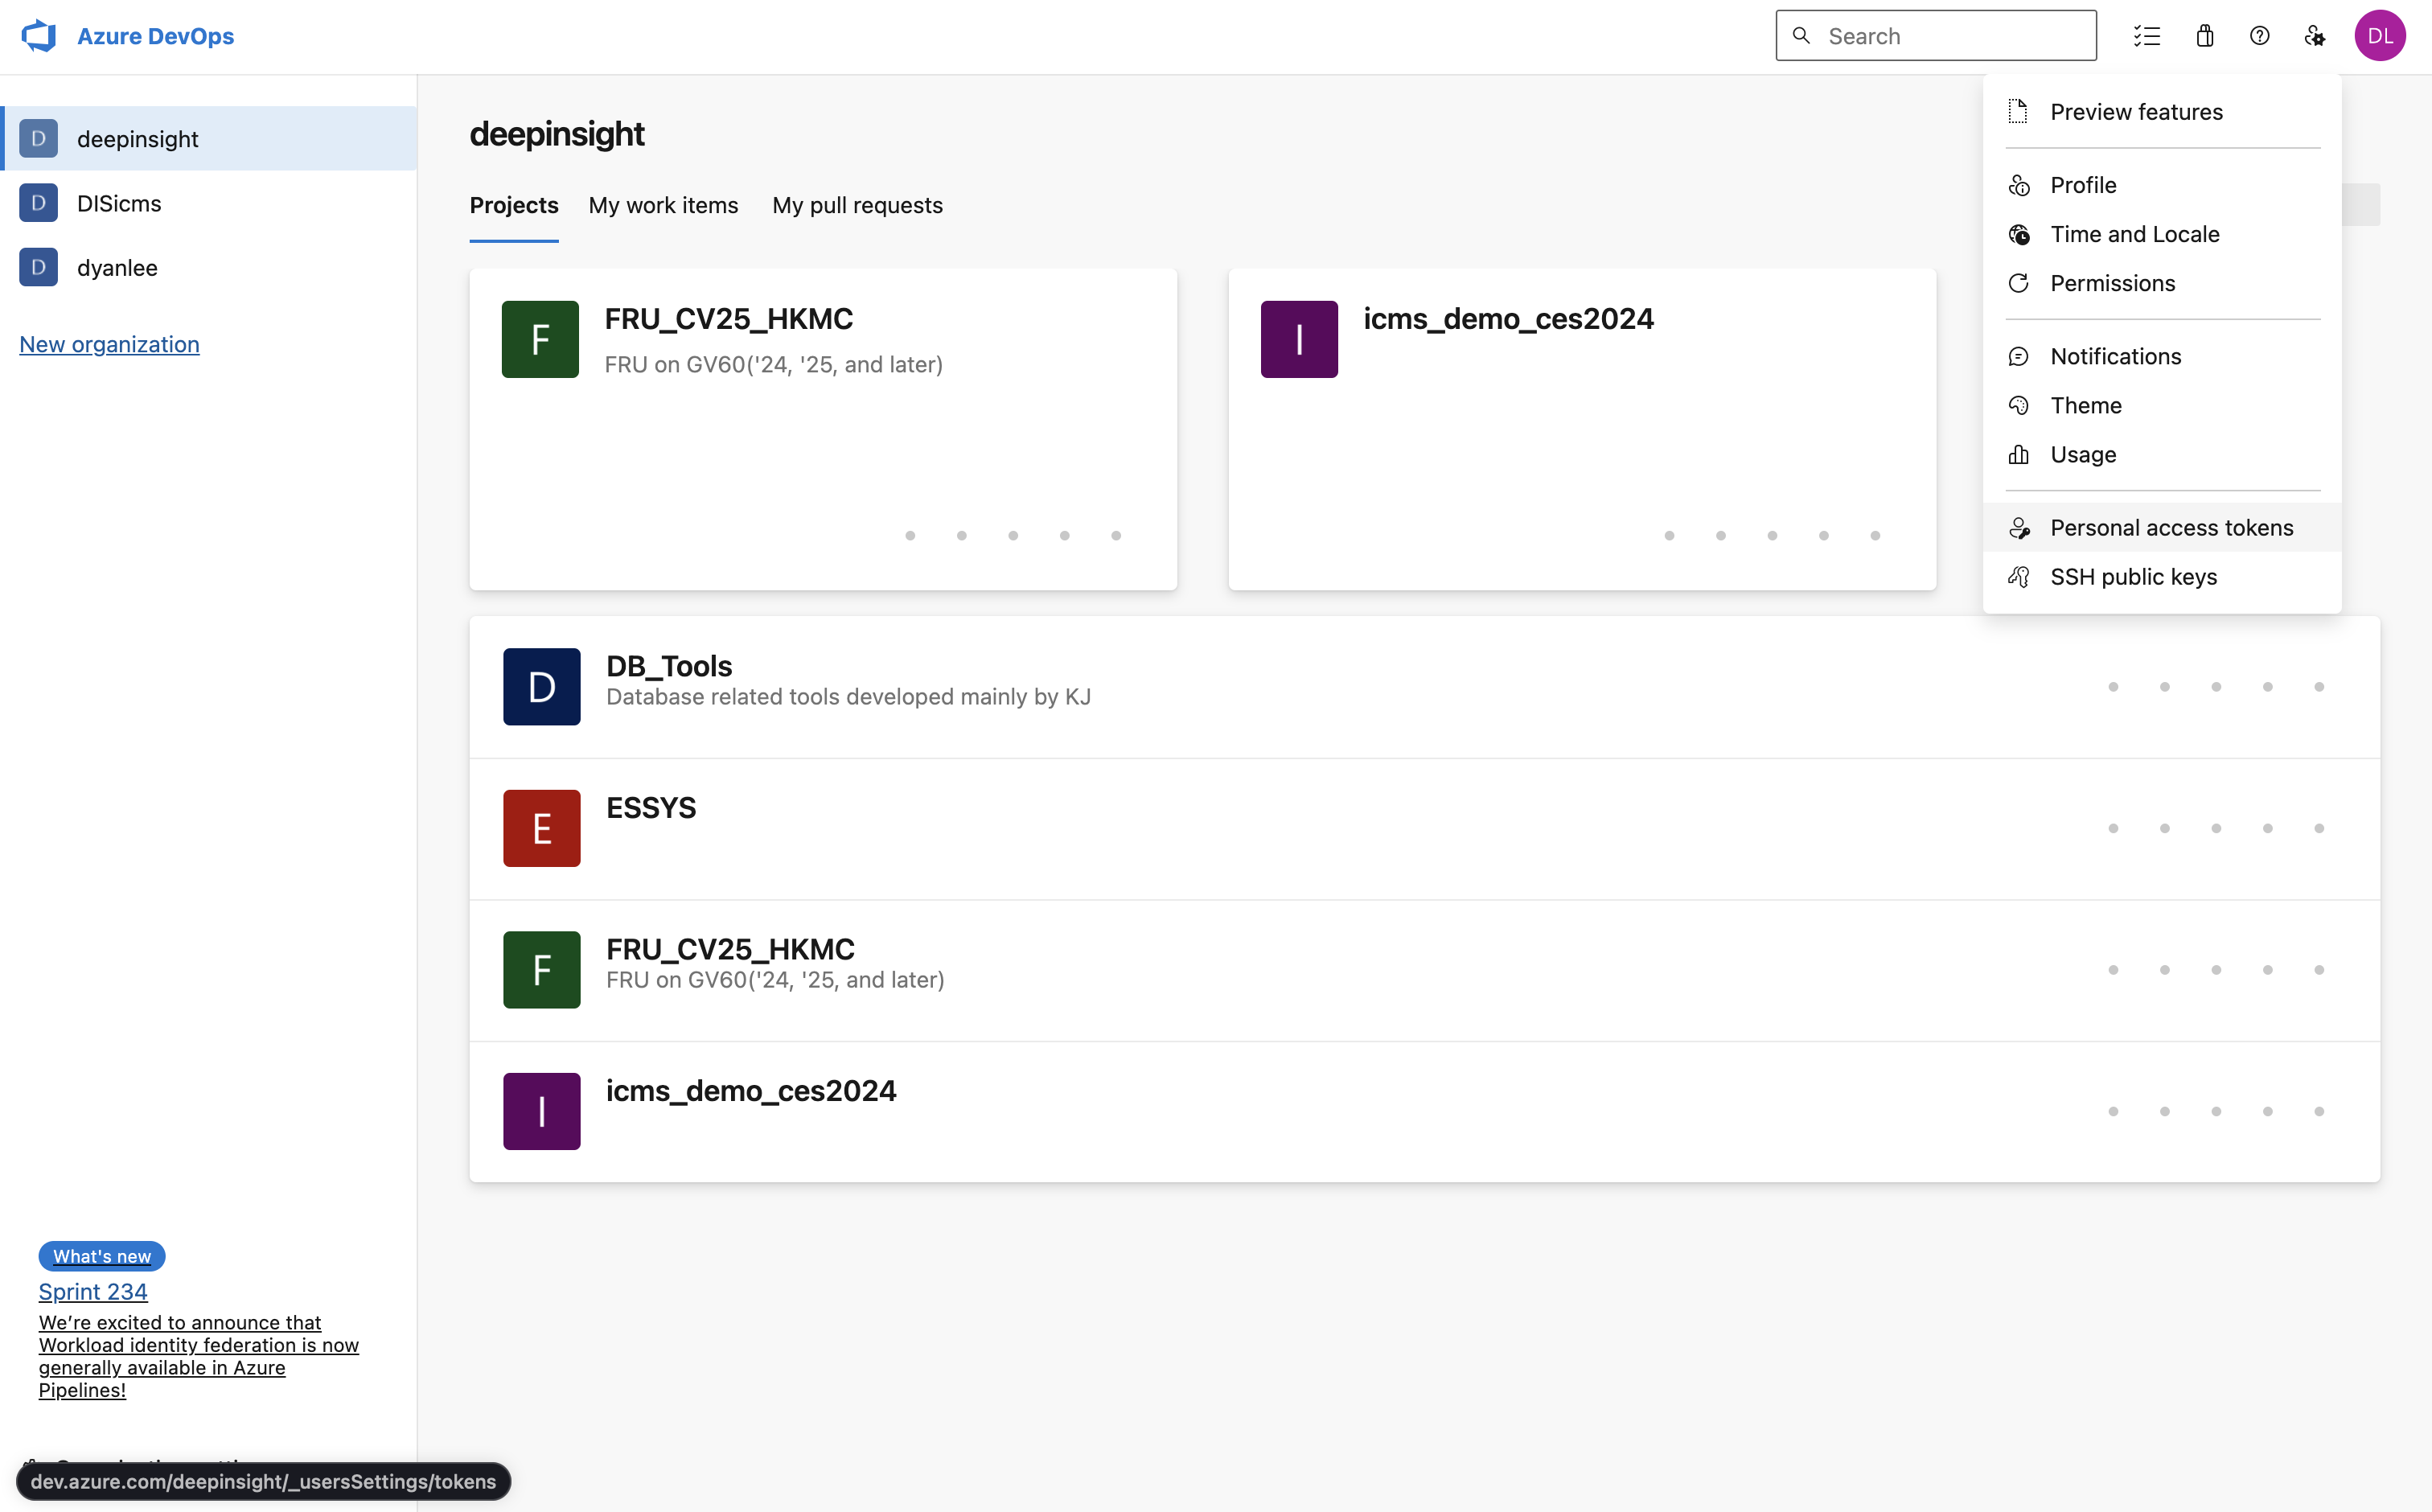 Azure DevOps
Search
DL
D deepinsight
D DISicms
D dyanlee
New organization
deepinsight
Projects
My work items
My pull requests
F
FRU_CV25_HKMC
FRU on GV60('24, '25, and later)
I
icms_demo_ces2024
Preview features
Profile
Time and Locale
Permissions
Notifications
Theme
Usage
Personal access tokens
SSH public keys
D
DB_Tools
Database related tools developed mainly by KJ
E
ESSYS
F
FRU_CV25_HKMC
FRU on GV60('24, '25, and later)
I
icms_demo_ces2024
What's new
Sprint 234
We’re excited to announce that
Workload identity federation is now
generally available in Azure
Pipelines!
dev.azure.com/deepinsight/_usersSettings/tokens